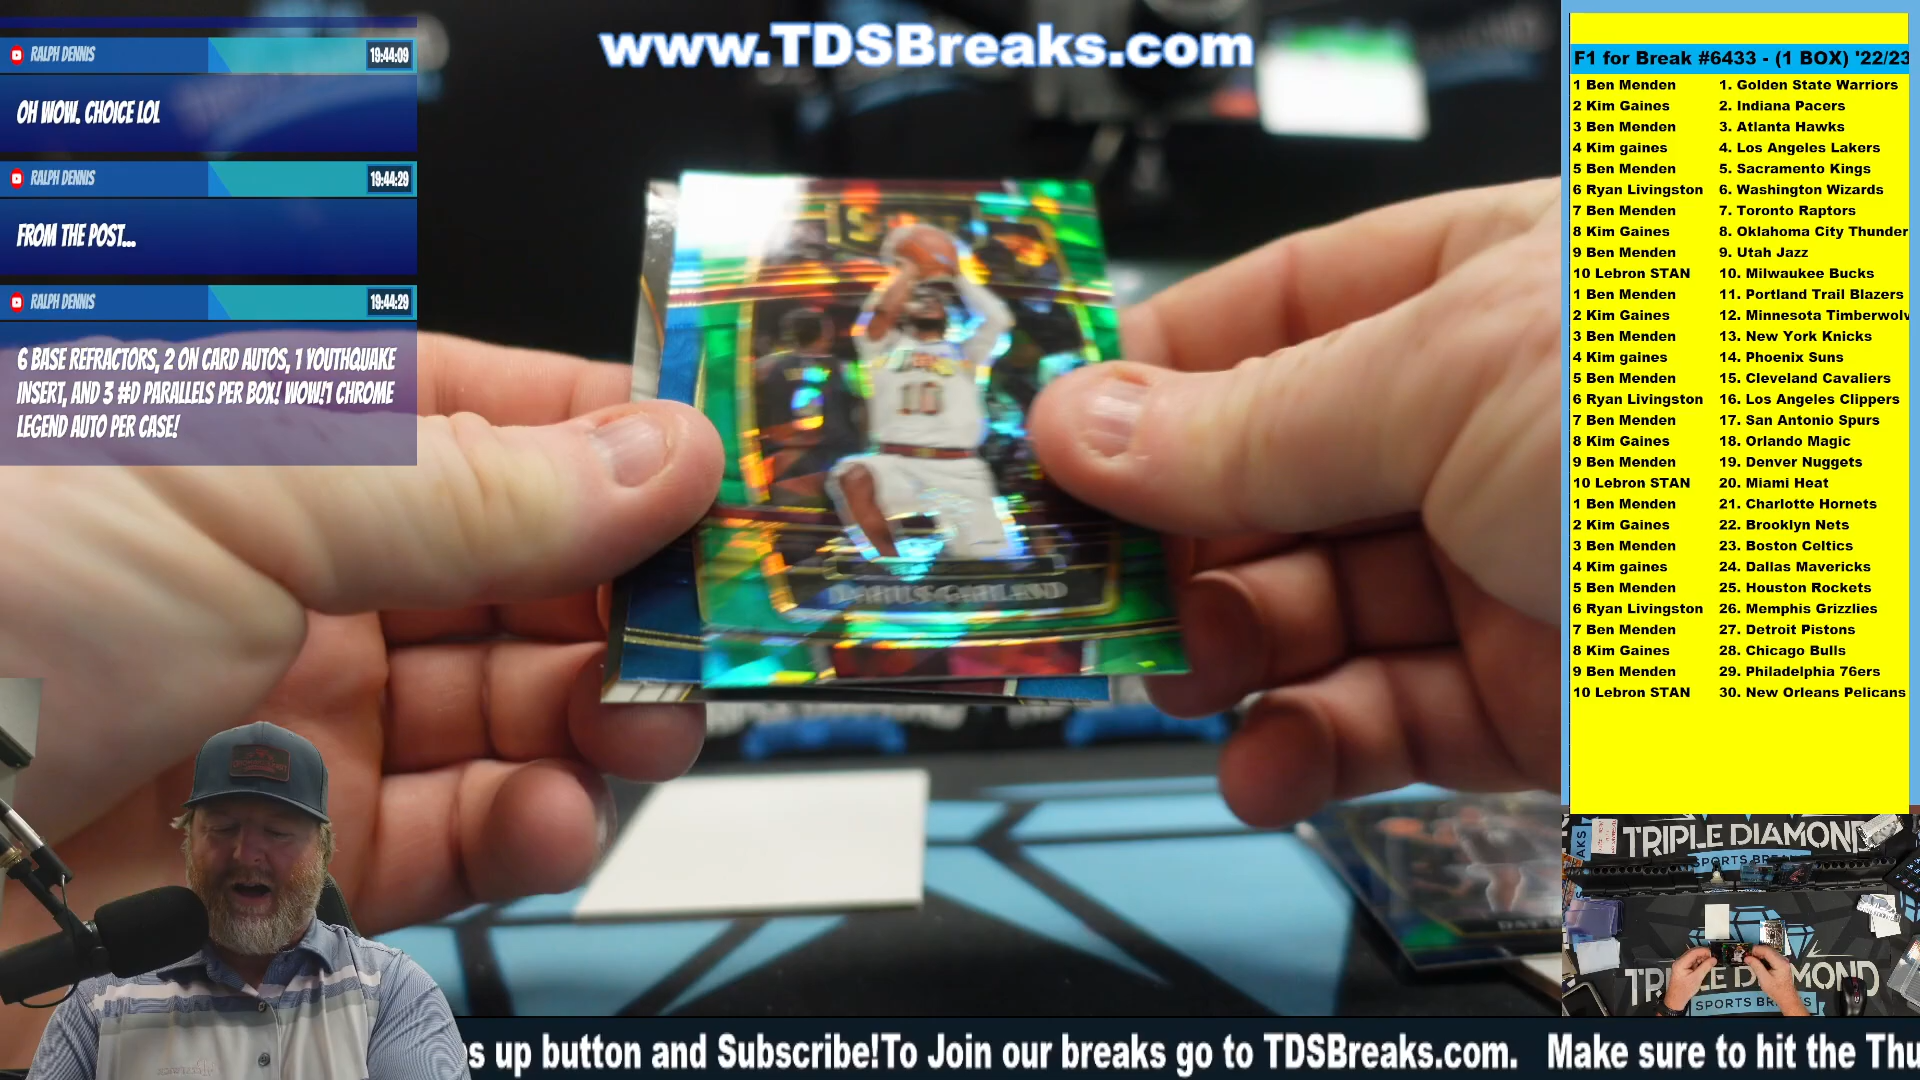 RALPH DENNIS 19:44:09
OH WOW. CHOICE LOL
RALPH DENNIS 19:44:29
FROM THE POST...
RALPH DENNIS 19:44:29
6 BASE REFRACTORS, 2 ON CARD AUTOS, 1 YOUTHQUAKE
INSERT, AND 3 #D PARALLELS PER BOX! WOW!1 CHROME
LEGEND AUTO PER CASE!
www.TDSBreaks.com
10
DARIUS GARLAND
F1 for Break #6433 - (1 BOX) '22/23
1 Ben Menden 1. Golden State Warriors
2 Kim Gaines 2. Indiana Pacers
3 Ben Menden 3. Atlanta Hawks
4 Kim gaines 4. Los Angeles Lakers
5 Ben Menden 5. Sacramento Kings
6 Ryan Livingston 6. Washington Wizards
7 Ben Menden 7. Toronto Raptors
8 Kim Gaines 8. Oklahoma City Thunder
9 Ben Menden 9. Utah Jazz
10 Lebron STAN 10. Milwaukee Bucks
1 Ben Menden 11. Portland Trail Blazers
2 Kim Gaines 12. Minnesota Timberwolv
3 Ben Menden 13. New York Knicks
4 Kim gaines 14. Phoenix Suns
5 Ben Menden 15. Cleveland Cavaliers
6 Ryan Livingston 16. Los Angeles Clippers
7 Ben Menden 17. San Antonio Spurs
8 Kim Gaines 18. Orlando Magic
9 Ben Menden 19. Denver Nuggets
10 Lebron STAN 20. Miami Heat
1 Ben Menden 21. Charlotte Hornets
2 Kim Gaines 22. Brooklyn Nets
3 Ben Menden 23. Boston Celtics
4 Kim gaines 24. Dallas Mavericks
5 Ben Menden 25. Houston Rockets
6 Ryan Livingston 26. Memphis Grizzlies
7 Ben Menden 27. Detroit Pistons
8 Kim Gaines 28. Chicago Bulls
9 Ben Menden 29. Philadelphia 76ers
10 Lebron STAN 30. New Orleans Pelicans
TRIPLE DIAMOND
SPORTS BREA
TRIPLE DIAMOND
SPORTS BREAKS
s up button and Subscribe!To Join our breaks go to TDSBreaks.com. Make sure to hit the Thu